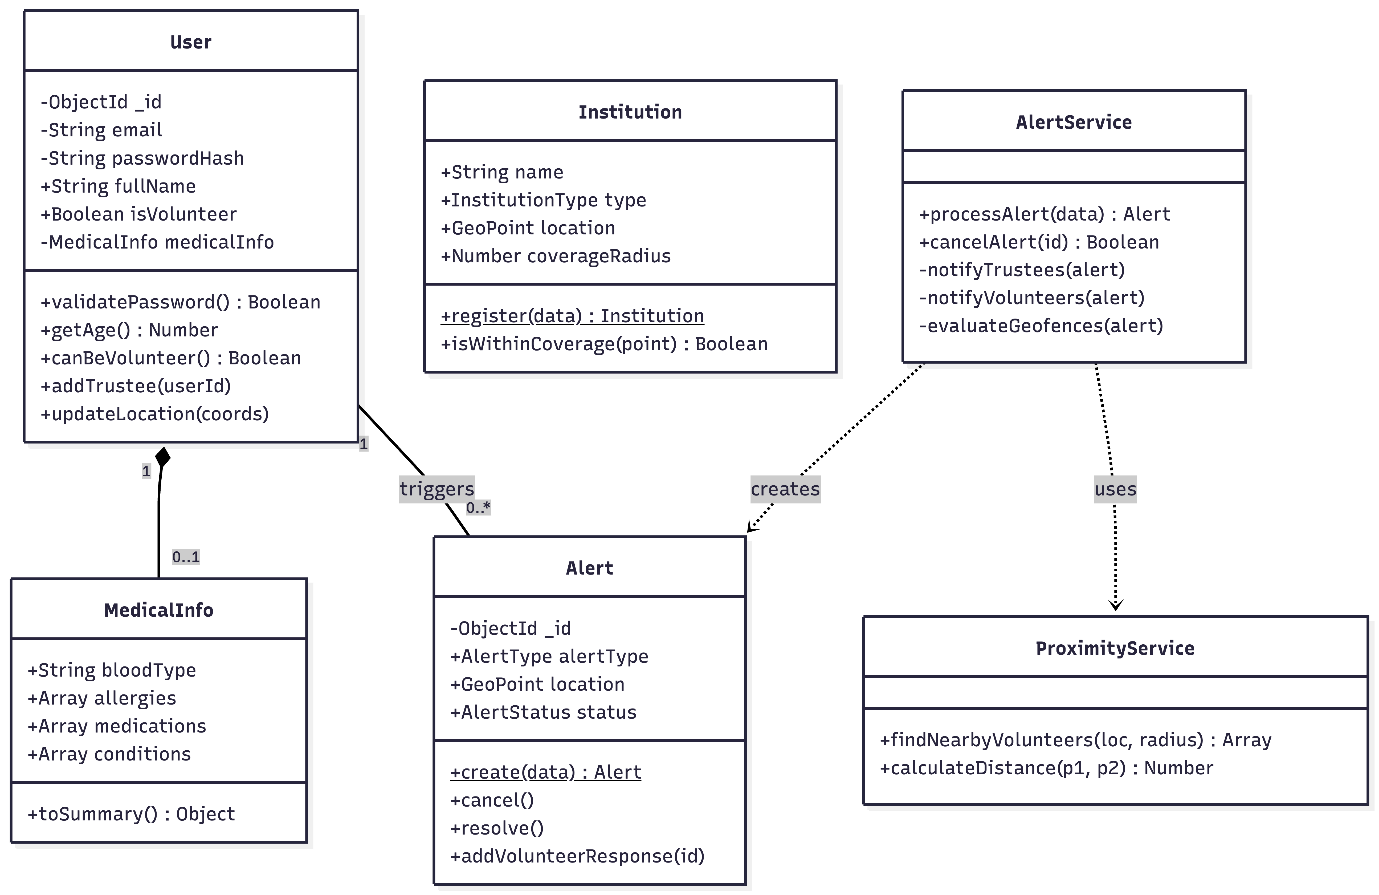 User
-ObjectId _id
-String email
-String passwordHash
+String fullName
+Boolean isVolunteer
-MedicalInfo medicalInfo
+validatePassword() : Boolean
+getAge() : Number
+canBeVolunteer() : Boolean
+addTrustee(userId)
+updateLocation(coords)
Institution
+String name
+InstitutionType type
+GeoPoint location
+Number coverageRadius
+register(data) : Institution
+isWithinCoverage(point) : Boolean
AlertService
+processAlert(data) : Alert
+cancelAlert(id) : Boolean
-notifyTrustees(alert)
-notifyVolunteers(alert)
-evaluateGeofences(alert)
1
1
triggers
0..*
creates
uses
0..1
MedicalInfo
+String bloodType
+Array allergies
+Array medications
+Array conditions
+toSummary() : Object
Alert
-ObjectId _id
+AlertType alertType
+GeoPoint location
+AlertStatus status
+create(data) : Alert
+cancel()
+resolve()
+addVolunteerResponse(id)
ProximityService
+findNearbyVolunteers(loc, radius) : Array
+calculateDistance(p1, p2) : Number